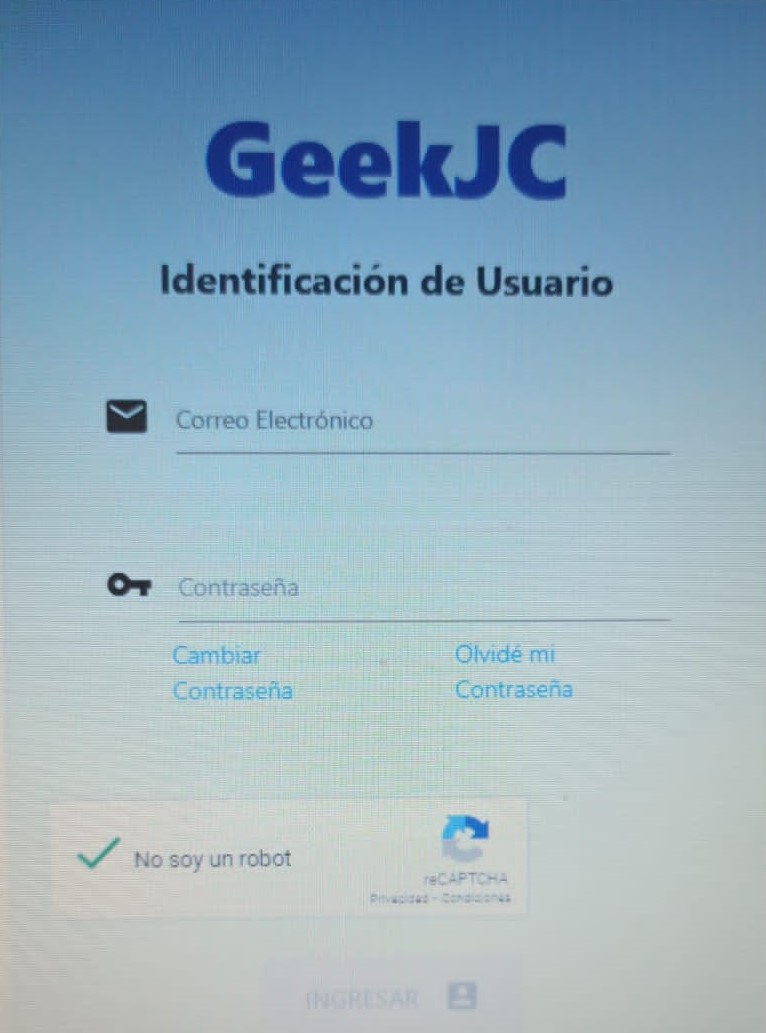 GeekJC
Identificación de Usuario
Correo Electrónico
Contraseña
Cambiar
Contraseña
Olvidé mi
Contraseña
No soy un robot
reCAPTCHA
Privacidad - Condiciones
INGRESAR